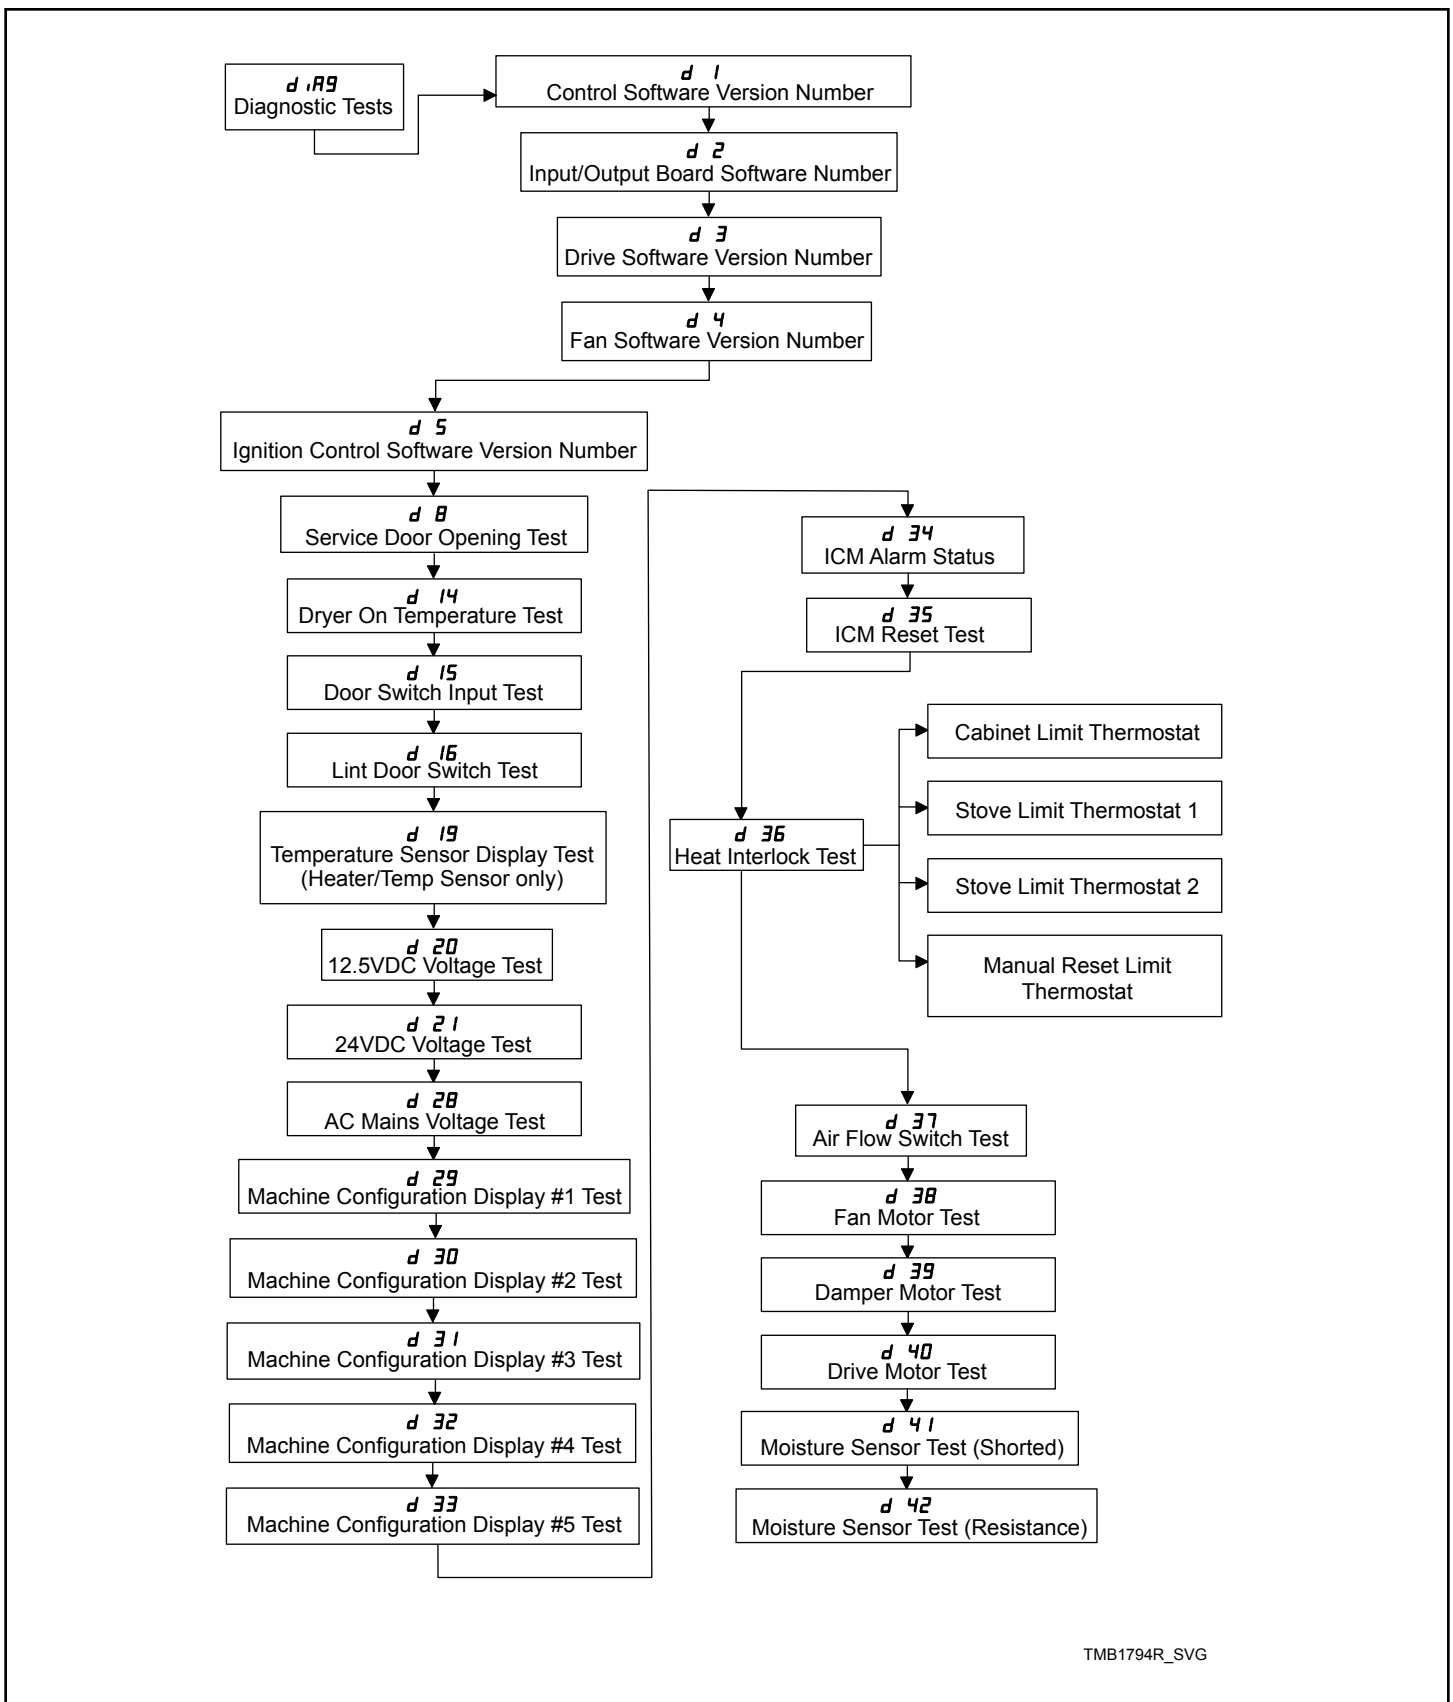 diA9
Diagnostic Tests
d 1
Control Software Version Number
d 2
Input/Output Board Software Number
d 3
Drive Software Version Number
d 4
Fan Software Version Number
d 5
Ignition Control Software Version Number
d 8
Service Door Opening Test
d 14
Dryer On Temperature Test
d 15
Door Switch Input Test
d 16
Lint Door Switch Test
d 19
Temperature Sensor Display Test
(Heater/Temp Sensor only)
d 20
12.5VDC Voltage Test
d 21
24VDC Voltage Test
d 28
AC Mains Voltage Test
d 29
Machine Configuration Display #1 Test
d 30
Machine Configuration Display #2 Test
d 31
Machine Configuration Display #3 Test
d 32
Machine Configuration Display #4 Test
d 33
Machine Configuration Display #5 Test
d 34
ICM Alarm Status
d 35
ICM Reset Test
d 36
Heat Interlock Test
Cabinet Limit Thermostat
Stove Limit Thermostat 1
Stove Limit Thermostat 2
Manual Reset Limit
Thermostat
d 37
Air Flow Switch Test
d 38
Fan Motor Test
d 39
Damper Motor Test
d 40
Drive Motor Test
d 41
Moisture Sensor Test (Shorted)
d 42
Moisture Sensor Test (Resistance)
TMB1794R_SVG